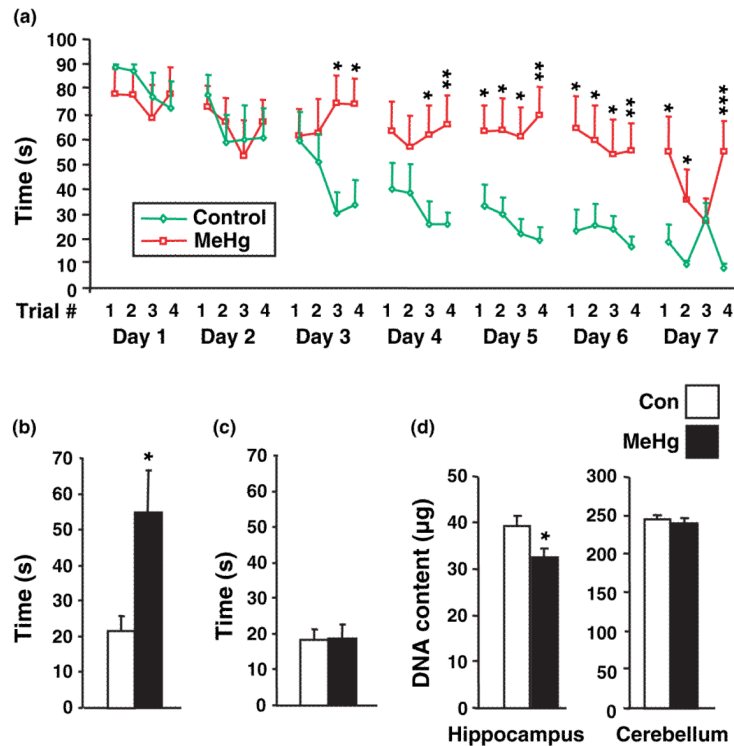 (a)
100
90
80
70
60
50
40
30
20
10
0
Time (s)
Control
MeHg
* * * ** * * * ** * * * ** * * ***
Trial # 1 2 3 4 1 2 3 4 1 2 3 4 1 2 3 4 1 2 3 4 1 2 3 4 1 2 3 4
Day 1 Day 2 Day 3 Day 4 Day 5 Day 6 Day 7
Con
MeHg
(b)
70
60
50
40
30
20
10
0
Time (s)
*
(c)
70
60
50
40
30
20
10
0
Time (s)
(d)
50
40
30
20
10
0
DNA content (µg)
*
Hippocampus
300
250
200
150
100
50
0
Cerebellum